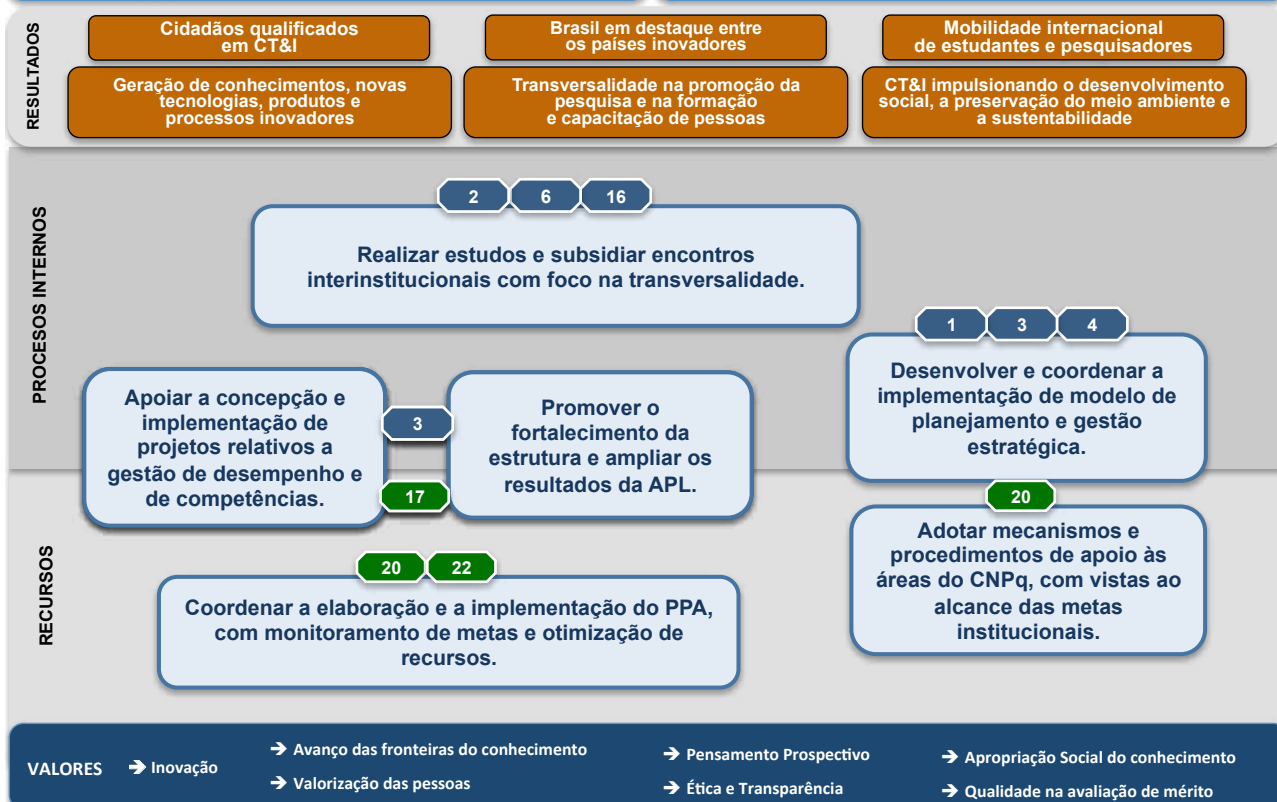 RESULTADOS
Cidadãos qualificados
em CT&I
Brasil em destaque entre
os países inovadores
Mobilidade internacional
de estudantes e pesquisadores
Geração de conhecimentos, novas
tecnologias, produtos e
processos inovadores
Transversalidade na promoção da
pesquisa e na formação
e capacitação de pessoas
CT&I impulsionando o desenvolvimento
social, a preservação do meio ambiente e
a sustentabilidade
PROCESSOS INTERNOS
2 6 16
Realizar estudos e subsidiar encontros
interinstitucionais com foco na transversalidade.
1 3 4
Desenvolver e coordenar a
implementação de modelo de
planejamento e gestão
estratégica.
Apoiar a concepção e
implementação de
projetos relativos a
gestão de desempenho e
de competências.
3
17
Promover o
fortalecimento da
estrutura e ampliar os
resultados da APL.
RECURSOS
20
Adotar mecanismos e
procedimentos de apoio às
áreas do CNPq, com vistas ao
alcance das metas
institucionais.
20 22
Coordenar a elaboração e a implementação do PPA,
com monitoramento de metas e otimização de
recursos.
VALORES
➔ Inovação
➔ Avanço das fronteiras do conhecimento
➔ Valorização das pessoas
➔ Pensamento Prospectivo
➔ Ética e Transparência
➔ Apropriação Social do conhecimento
➔ Qualidade na avaliação de mérito